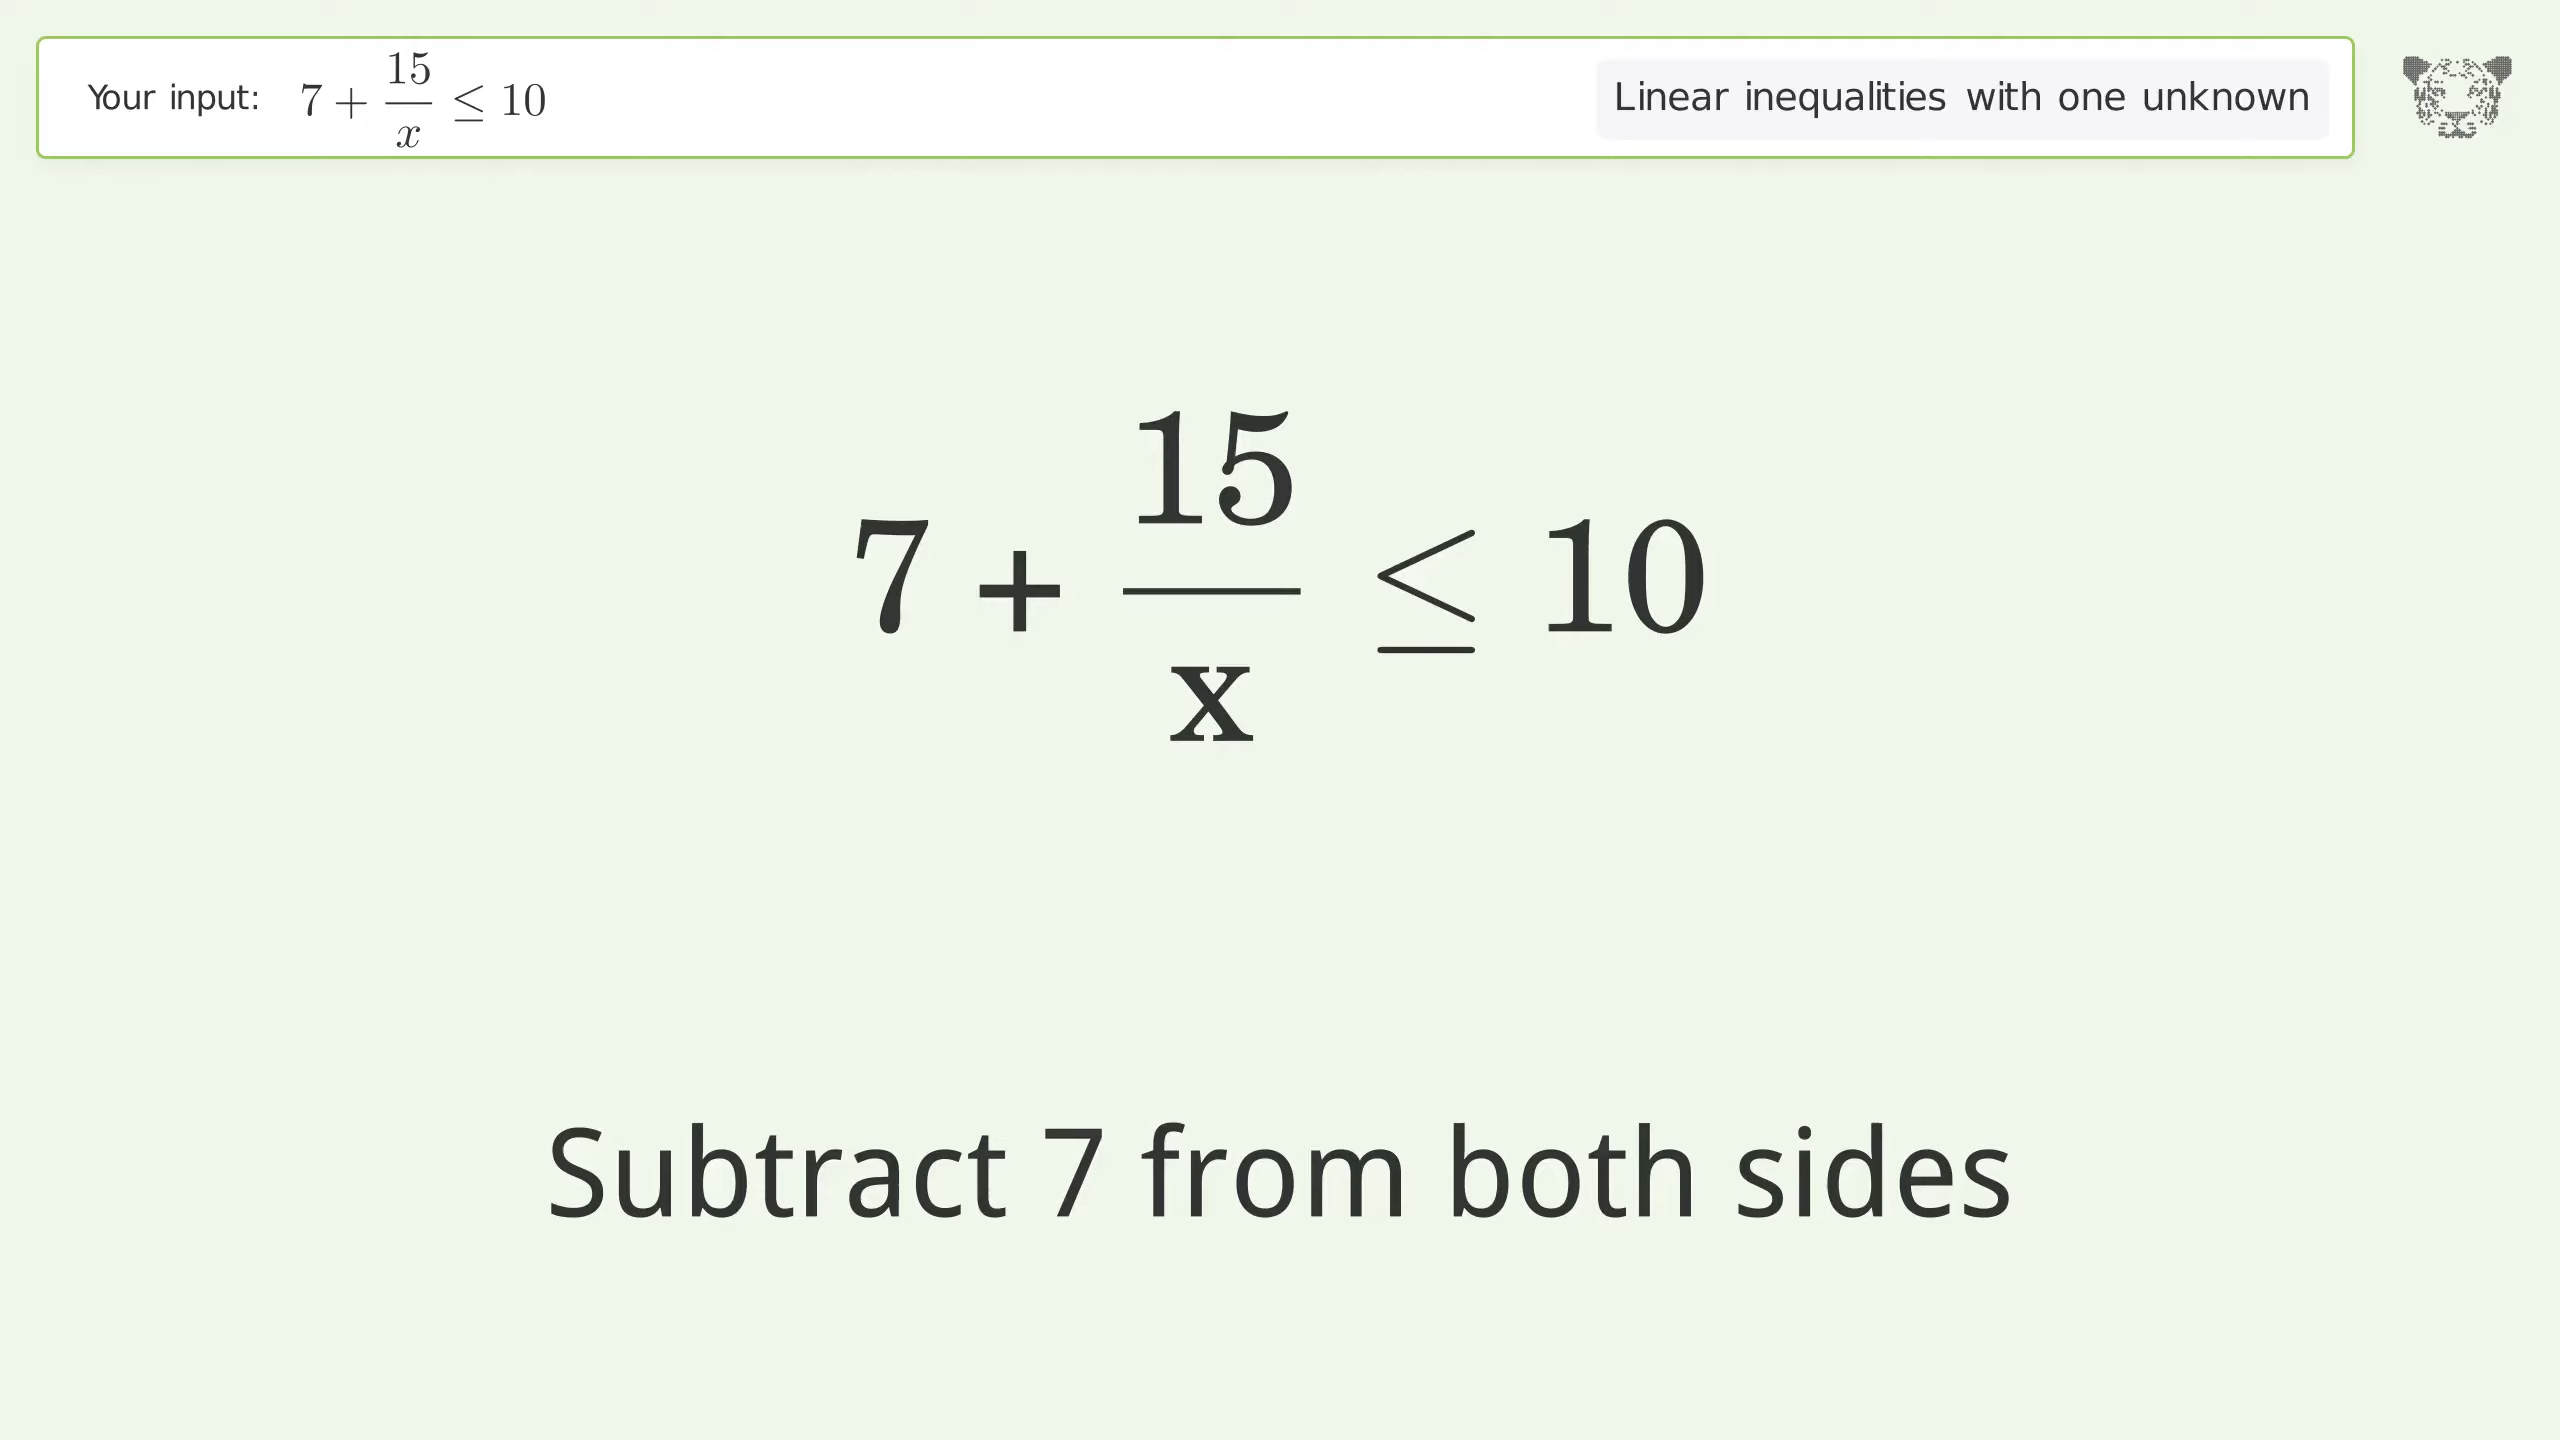 Your input: 7 + 15/x ≤ 10
Linear inequalities with one unknown
7 + 15/x ≤ 10
Subtract 7 from both sides